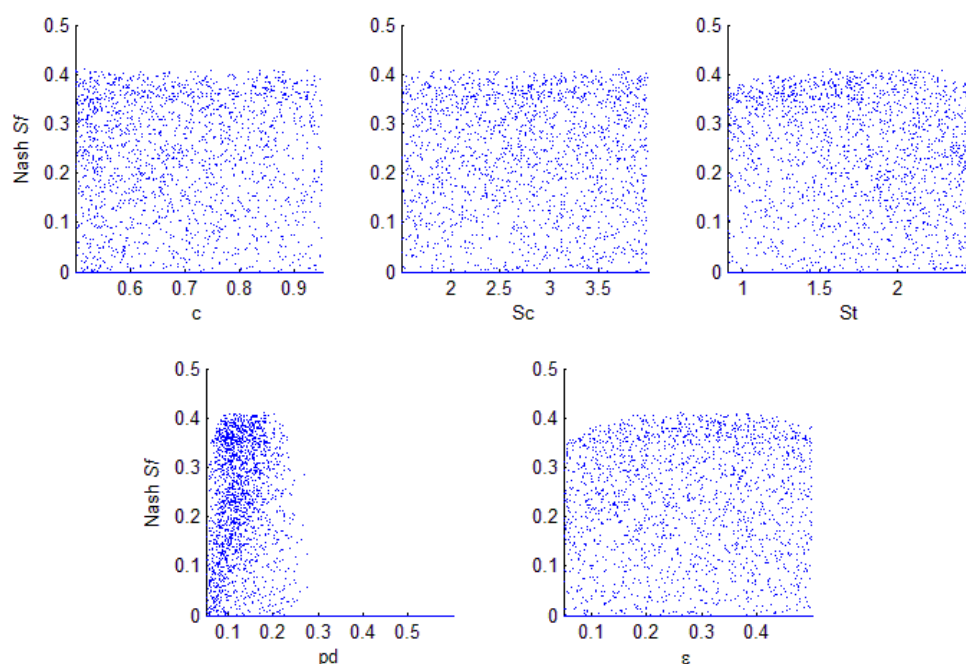 0.5 0.5 0.5
0.4 0.4 0.4
0.3 0.3 0.3
0.2 0.2 0.2
0.1 0.1 0.1
0 0 0
Nash Sf
0.6 0.7 0.8 0.9 2 2.5 3 3.5 1 1.5 2
c Sc St
0.5 0.5
0.4 0.4
0.3 0.3
0.2 0.2
0.1 0.1
0 0
Nash Sf
0.1 0.2 0.3 0.4 0.5 0.1 0.2 0.3 0.4
pd ε